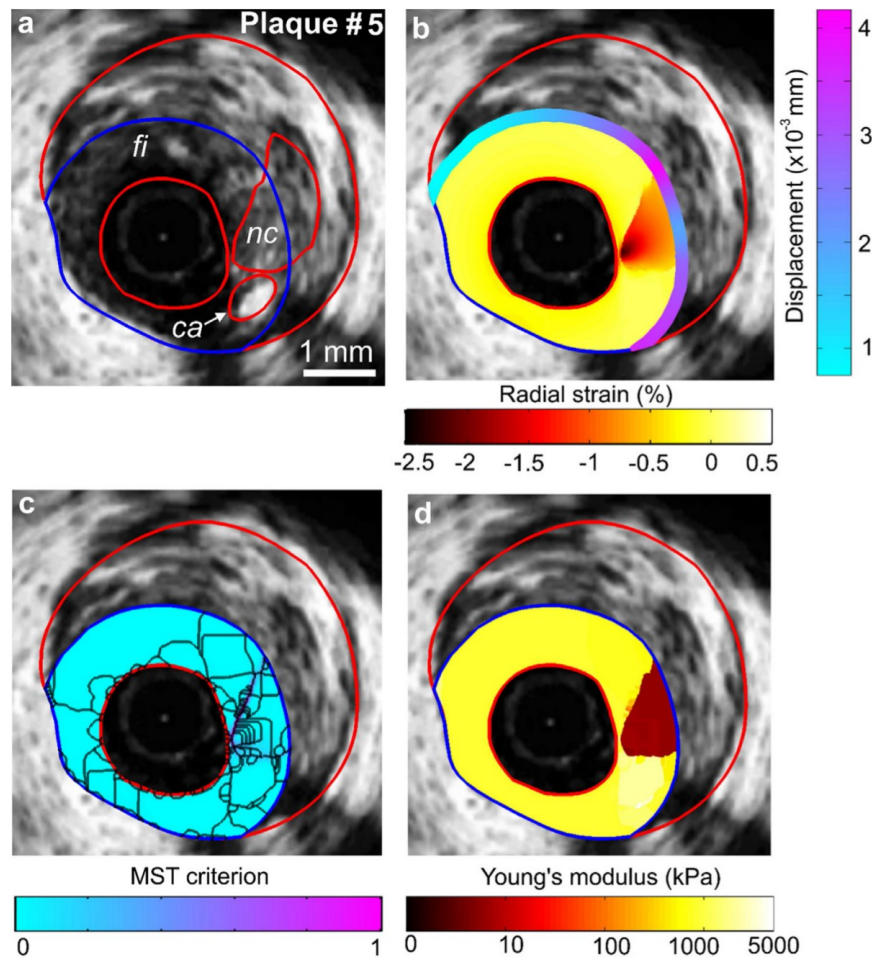 a
Plaque # 5
fi
nc
ca
1 mm
b
4
3
2
1
Displacement (x10-³ mm)
Radial strain (%)
-2.5 -2 -1.5 -1 -0.5 0 0.5
c
MST criterion
0 1
d
Young's modulus (kPa)
0 10 100 1000 5000